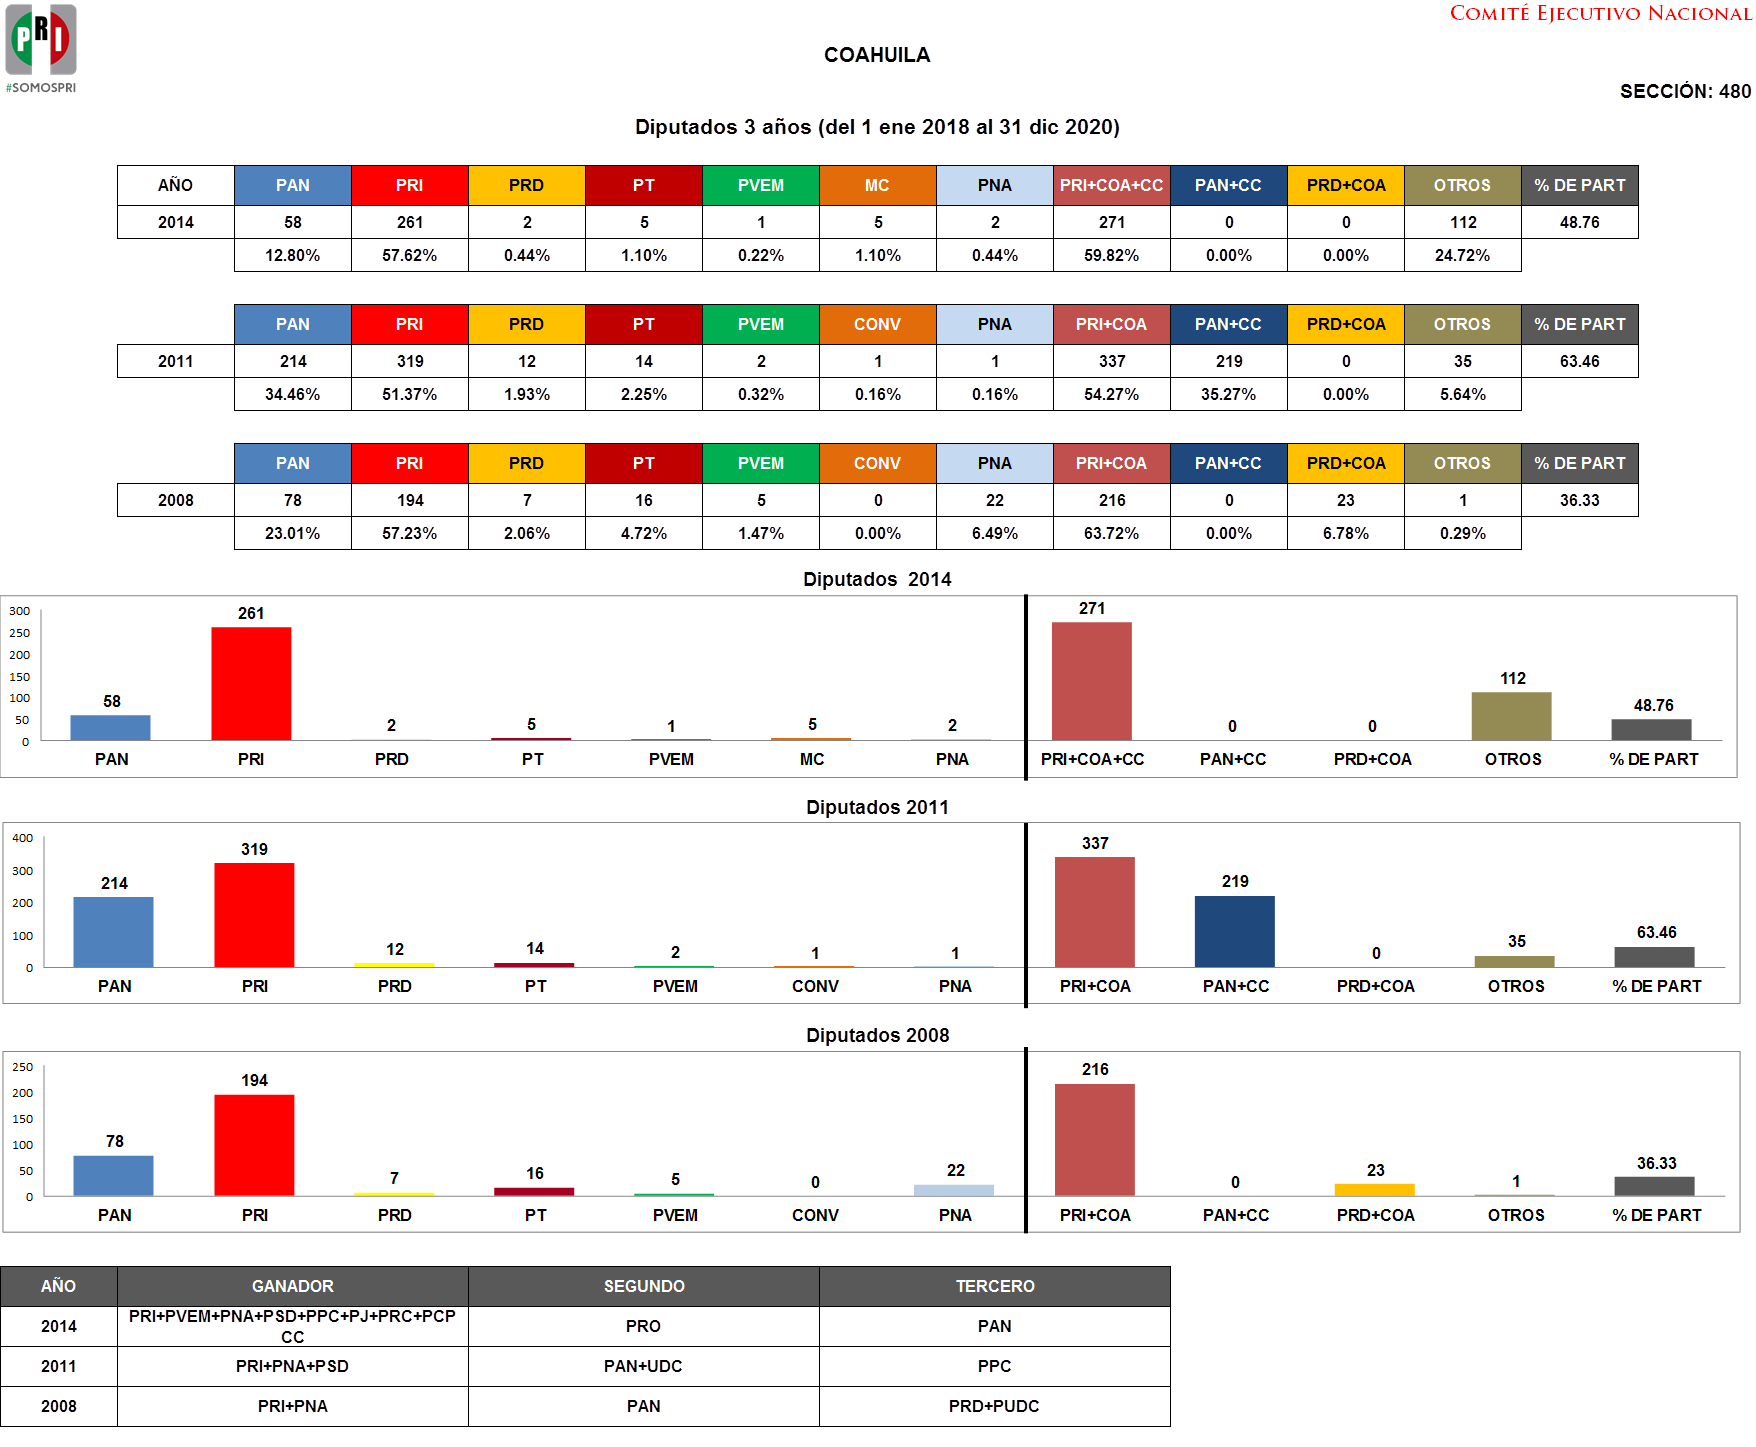 PRI
#SOMOSPRI
COMITÉ EJECUTIVO NACIONAL
COAHUILA
SECCIÓN: 480
Diputados 3 años (del 1 ene 2018 al 31 dic 2020)
AÑO PAN PRI PRD PT PVEM MC PNA PRI+COA+CC PAN+CC PRD+COA OTROS % DE PART
2014 58 261 2 5 1 5 2 271 0 0 112 48.76
12.80% 57.62% 0.44% 1.10% 0.22% 1.10% 0.44% 59.82% 0.00% 0.00% 24.72%
PAN PRI PRD PT PVEM CONV PNA PRI+COA PAN+CC PRD+COA OTROS % DE PART
2011 214 319 12 14 2 1 1 337 219 0 35 63.46
34.46% 51.37% 1.93% 2.25% 0.32% 0.16% 0.16% 54.27% 35.27% 0.00% 5.64%
PAN PRI PRD PT PVEM CONV PNA PRI+COA PAN+CC PRD+COA OTROS % DE PART
2008 78 194 7 16 5 0 22 216 0 23 1 36.33
23.01% 57.23% 2.06% 4.72% 1.47% 0.00% 6.49% 63.72% 0.00% 6.78% 0.29%
Diputados 2014
300
250
200
150
100
50
0
58 261 2 5 1 5 2 271 0 0 112 48.76
PAN PRI PRD PT PVEM MC PNA PRI+COA+CC PAN+CC PRD+COA OTROS % DE PART
Diputados 2011
400
300
200
100
0
214 319 12 14 2 1 1 337 219 0 35 63.46
PAN PRI PRD PT PVEM CONV PNA PRI+COA PAN+CC PRD+COA OTROS % DE PART
Diputados 2008
250
200
150
100
50
0
78 194 7 16 5 0 22 216 0 23 1 36.33
PAN PRI PRD PT PVEM CONV PNA PRI+COA PAN+CC PRD+COA OTROS % DE PART
AÑO GANADOR SEGUNDO TERCERO
2014 PRI+PVEM+PNA+PSD+PPC+PJ+PRC+PCP CC PRO PAN
2011 PRI+PNA+PSD PAN+UDC PPC
2008 PRI+PNA PAN PRD+PUDC